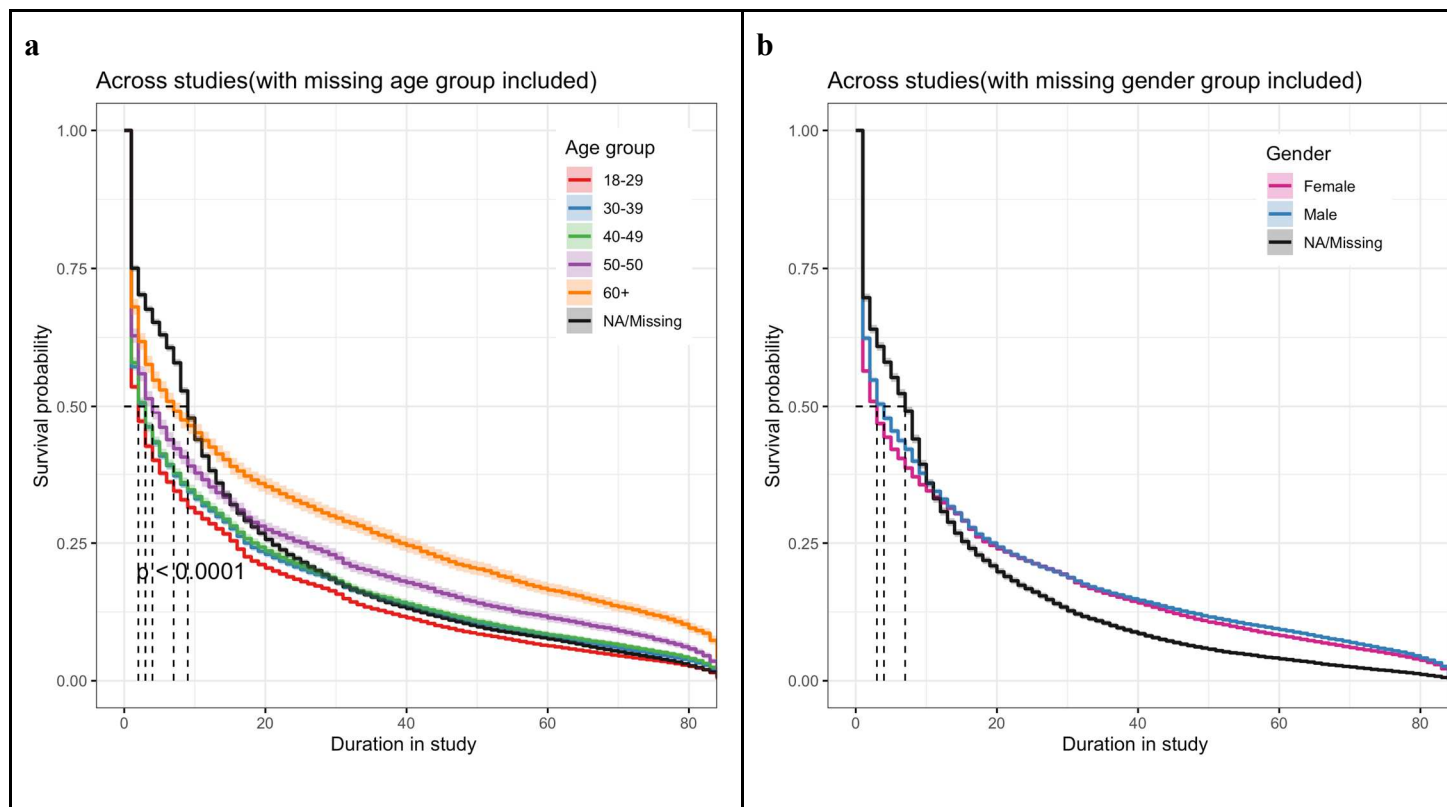 a
Across studies(with missing age group included)
Survival probability
1.00
0.75
0.50
0.25
0.00
Age group
18-29
30-39
40-49
50-50
60+
NA/Missing
p < 0.0001
0 20 40 60 80
Duration in study
b
Across studies(with missing gender group included)
Survival probability
1.00
0.75
0.50
0.25
0.00
Gender
Female
Male
NA/Missing
0 20 40 60 80
Duration in study